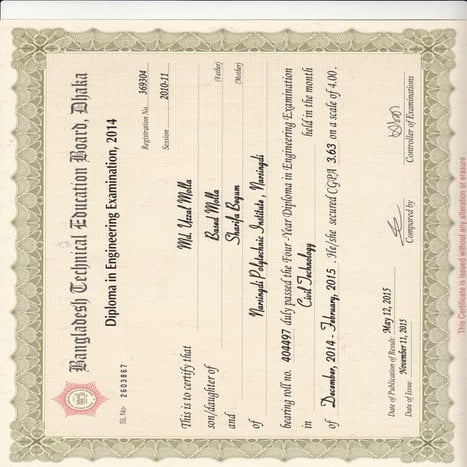 Bangladesh Technical Education Board, Dhaka
Diploma in Engineering Examination, 2014
SL No 2603867
Registration No. 369304
Session 2010-11
This is to certify that Md. Uzzal Molla
son/daughter of Based Molla (Father)
and Sharifa Begum (Mother)
of Narsingdi Polytechnic Institute, Narsingdi
bearing roll no. 404497 duly passed the Four-Year Diploma in Engineering Examination
in Civil Technology held in the month
of December, 2014 - February, 2015. He/she secured CGPA 3.63 on a scale of 4.00.
Date of Publication of Result: May 12, 2015
Date of Issue: November 11, 2015
Compared by
Controller of Examinations
This Certificate is issued without any alteration or erasure